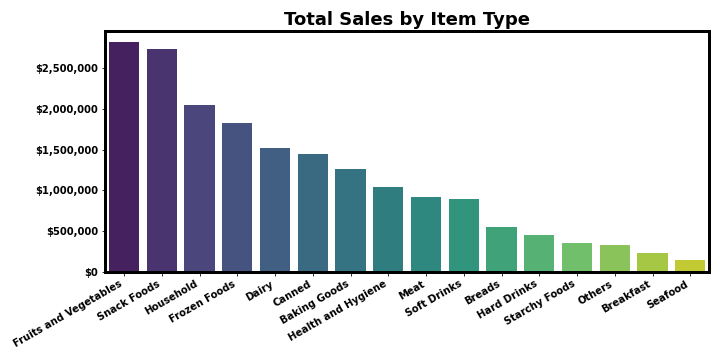 Total Sales by Item Type
$2,500,000
$2,000,000
$1,500,000
$1,000,000
$500,000
$0
Fruits and Vegetables
Snack Foods
Household
Frozen Foods
Dairy
Canned
Baking Goods
Health and Hygiene
Meat
Soft Drinks
Breads
Hard Drinks
Starchy Foods
Others
Breakfast
Seafood